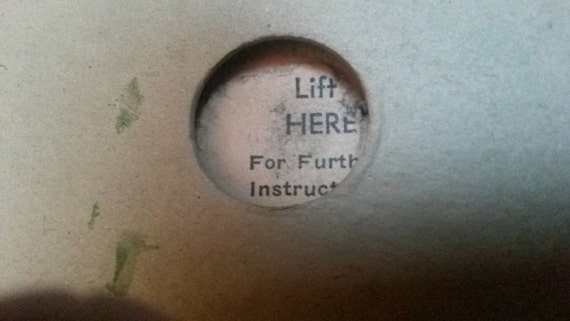 Lift
HERE
For Furth
Instruct